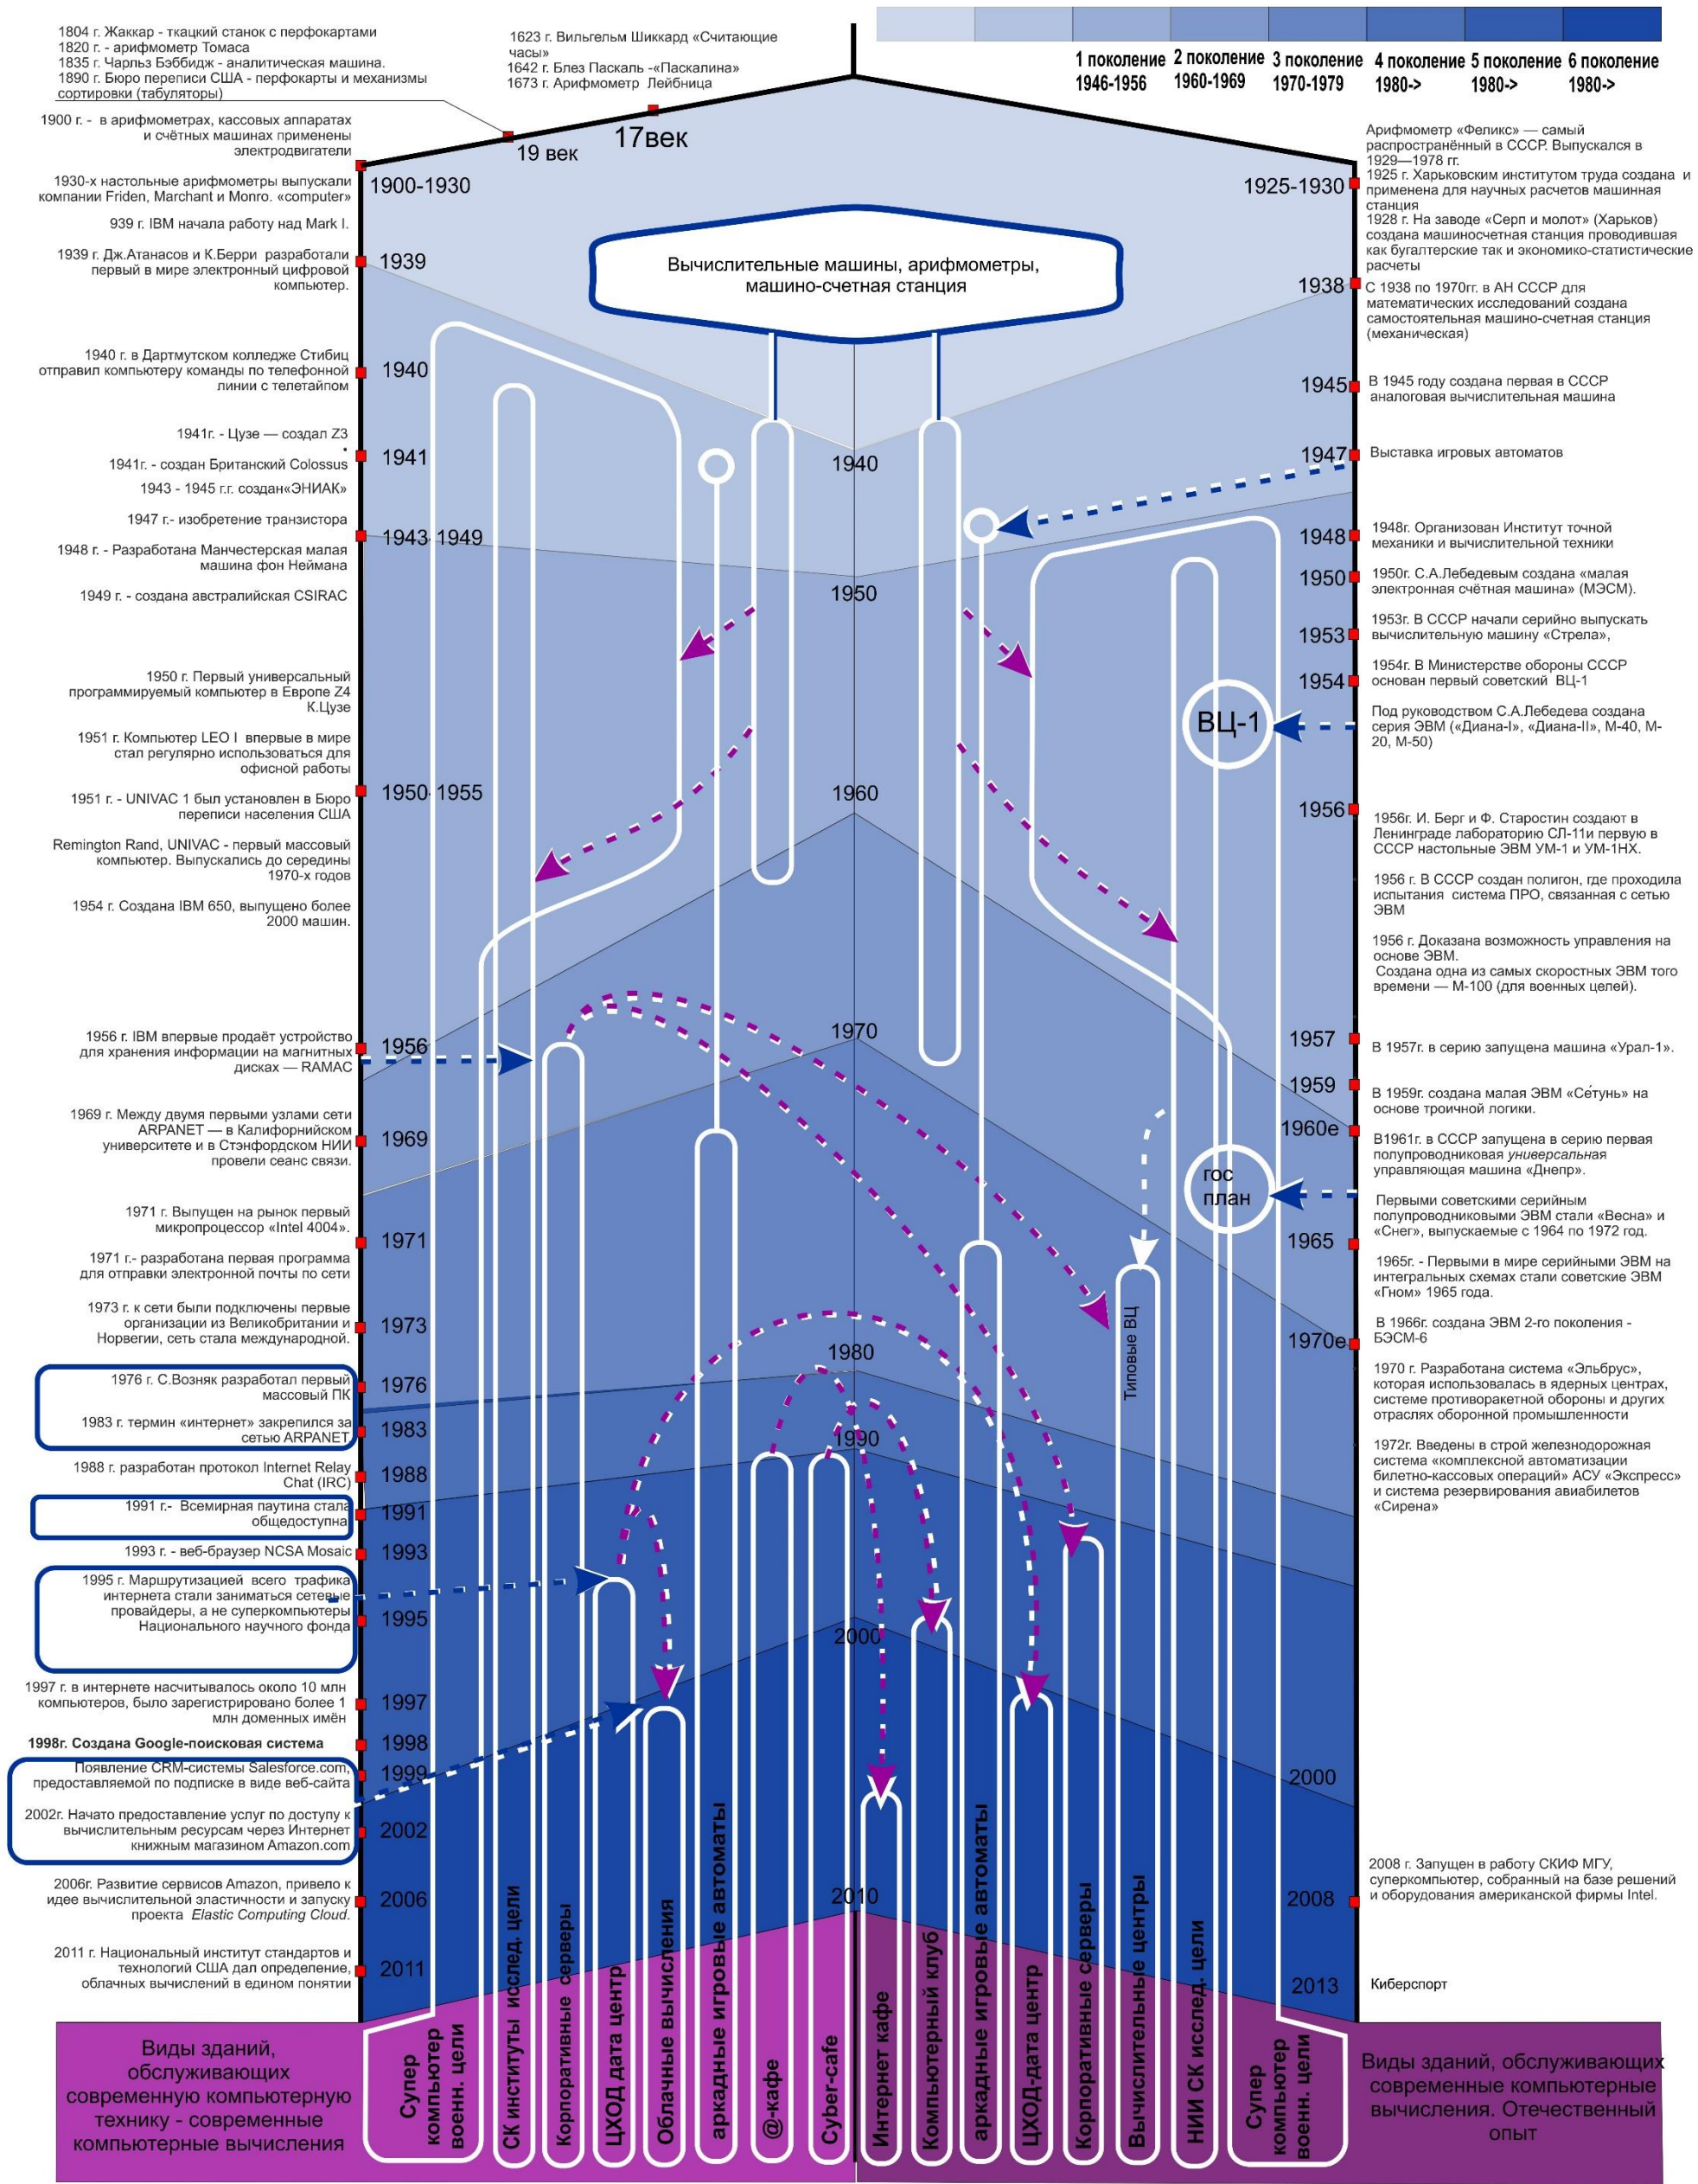 1804 г. Жаккар - ткацкий станок с перфокартами
1820 г. - арифмометр Томаса
1835 г. Чарльз Бэббидж - аналитическая машина.
1890 г. Бюро переписи США - перфокарты и механизмы
сортировки (табуляторы)
1623 г. Вильгельм Шиккард «Считающие
часы»
1642 г. Блез Паскаль -«Паскалина»
1673 г. Арифмометр Лейбница
1 поколение
1946-1956
2 поколение
1960-1969
3 поколение
1970-1979
4 поколение
1980->
5 поколение
1980->
6 поколение
1980->
17век
19 век
1900 г. - в арифмометрах, кассовых аппаратах
и счётных машинах применены
электродвигатели
1930-х настольные арифмометры выпускали
компании Friden, Marchant и Monro. «computer»
939 г. IBM начала работу над Mark I.
1939 г. Дж.Атанасов и К.Берри разработали
первый в мире электронный цифровой
компьютер.
1940 г. в Дартмутском колледже Стибиц
отправил компьютеру команды по телефонной
линии с телетайпом
1941г. - Цузе — создал Z3
1941г. - создан Британский Colossus
1943 - 1945 г.г. создан«ЭНИАК»
1947 г.- изобретение транзистора
1948 г. - Разработана Манчестерская малая
машина фон Неймана
1949 г. - создана австралийская CSIRAC
1950 г. Первый универсальный
программируемый компьютер в Европе Z4
К.Цузе
1951 г. Компьютер LEO I впервые в мире
стал регулярно использоваться для
офисной работы
1951 г. - UNIVAC 1 был установлен в Бюро
переписи населения США
Remington Rand, UNIVAC - первый массовый
компьютер. Выпускались до середины
1970-х годов
1954 г. Создана IBM 650, выпущено более
2000 машин.
1956 г. IBM впервые продаёт устройство
для хранения информации на магнитных
дисках — RAMAC
1969 г. Между двумя первыми узлами сети
ARPANET — в Калифорнийском
университете и в Стэнфордском НИИ
провели сеанс связи.
1971 г. Выпущен на рынок первый
микропроцессор «Intel 4004».
1971 г.- разработана первая программа
для отправки электронной почты по сети
1973 г. к сети были подключены первые
организации из Великобритании и
Норвегии, сеть стала международной.
1976 г. С.Возняк разработал первый
массовый ПК
1983 г. термин «интернет» закрепился за
сетью ARPANET
1988 г. разработан протокол Internet Relay
Chat (IRC)
1991 г.- Всемирная паутина стала
общедоступна
1993 г. - веб-браузер NCSA Mosaic
1995 г. Маршрутизацией всего трафика
интернета стали заниматься сетевые
провайдеры, а не суперкомпьютеры
Национального научного фонда
1997 г. в интернете насчитывалось около 10 млн
компьютеров, было зарегистрировано более 1
млн доменных имён
1998г. Создана Google-поисковая система
Появление CRM-системы Salesforce.com,
предоставляемой по подписке в виде веб-сайта
2002г. Начато предоставление услуг по доступу к
вычислительным ресурсам через Интернет
книжным магазином Amazon.com
2006г. Развитие сервисов Amazon, привело к
идее вычислительной эластичности и запуску
проекта Elastic Computing Cloud.
2011 г. Национальный институт стандартов и
технологий США дал определение,
облачных вычислений в едином понятии
1900-1930
1939
1940
1941
1943-1949
1950-1955
1956
1969
1971
1973
1976
1983
1988
1991
1993
1995
1997
1998
1999
2002
2006
2011
Вычислительные машины, арифмометры,
машино-счетная станция
1940
1950
1960
1970
1980
1990
2000
2010
ВЦ-1
гос
план
Типовые ВЦ
1925-1930
1938
1945
1947
1948
1950
1953
1954
1956
1957
1959
1960е
1965
1970е
2000
2008
2013
Арифмометр «Феликс» — самый
распространённый в СССР. Выпускался в
1929—1978 гг.
1925 г. Харьковским институтом труда создана и
применена для научных расчетов машинная
станция
1928 г. На заводе «Серп и молот» (Харьков)
создана машиносчетная станция проводившая
как бугалтерские так и экономико-статистические
расчеты
С 1938 по 1970гг. в АН СССР для
математических исследований создана
самостоятельная машино-счетная станция
(механическая)
В 1945 году создана первая в СССР
аналоговая вычислительная машина
Выставка игровых автоматов
1948г. Организован Институт точной
механики и вычислительной техники
1950г. С.А.Лебедевым создана «малая
электронная счётная машина» (МЭСМ).
1953г. В СССР начали серийно выпускать
вычислительную машину «Стрела»,
1954г. В Министерстве обороны СССР
основан первый советский ВЦ-1
Под руководством С.А.Лебедева создана
серия ЭВМ («Диана-I», «Диана-II», М-40, М-
20, М-50)
1956г. И. Берг и Ф. Старостин создают в
Ленинграде лабораторию СЛ-11и первую в
СССР настольные ЭВМ УМ-1 и УМ-1НХ.
1956 г. В СССР создан полигон, где проходила
испытания система ПРО, связанная с сетью
ЭВМ
1956 г. Доказана возможность управления на
основе ЭВМ.
Создана одна из самых скоростных ЭВМ того
времени — М-100 (для военных целей).
В 1957г. в серию запущена машина «Урал-1».
В 1959г. создана малая ЭВМ «Се́тунь» на
основе троичной логики.
В1961г. в СССР запущена в серию первая
полупроводниковая универсальная
управляющая машина «Днепр».
Первыми советскими серийным
полупроводниковыми ЭВМ стали «Весна» и
«Снег», выпускаемые с 1964 по 1972 год.
1965г. - Первыми в мире серийными ЭВМ на
интегральных схемах стали советские ЭВМ
«Гном» 1965 года.
В 1966г. создана ЭВМ 2-го поколения -
БЭСМ-6
1970 г. Разработана система «Эльбрус»,
которая использовалась в ядерных центрах,
системе противоракетной обороны и других
отраслях оборонной промышленности
1972г. Введены в строй железнодорожная
система «комплексной автоматизации
билетно-кассовых операций» АСУ «Экспресс»
и система резервирования авиабилетов
«Сирена»
2008 г. Запущен в работу СКИФ МГУ,
суперкомпьютер, собранный на базе решений
и оборудования американской фирмы Intel.
Киберспорт
Виды зданий,
обслуживающих
современную компьютерную
технику - современные
компьютерные вычисления
Супер
компьютер
военн. цели
СК институты исслед. цели
Корпоративные серверы
ЦХОД дата центр
Облачные вычисления
аркадные игровые автоматы
@-кафе
Cyber-cafe
Интернет кафе
Компьютерный клуб
аркадные игровые автоматы
ЦХОД-дата центр
Корпоративные серверы
Вычислительные центры
НИИ СК исслед. цели
Супер
компьютер
военн. цели
Виды зданий, обслуживающих
современные компьютерные
вычисления. Отечественный
опыт